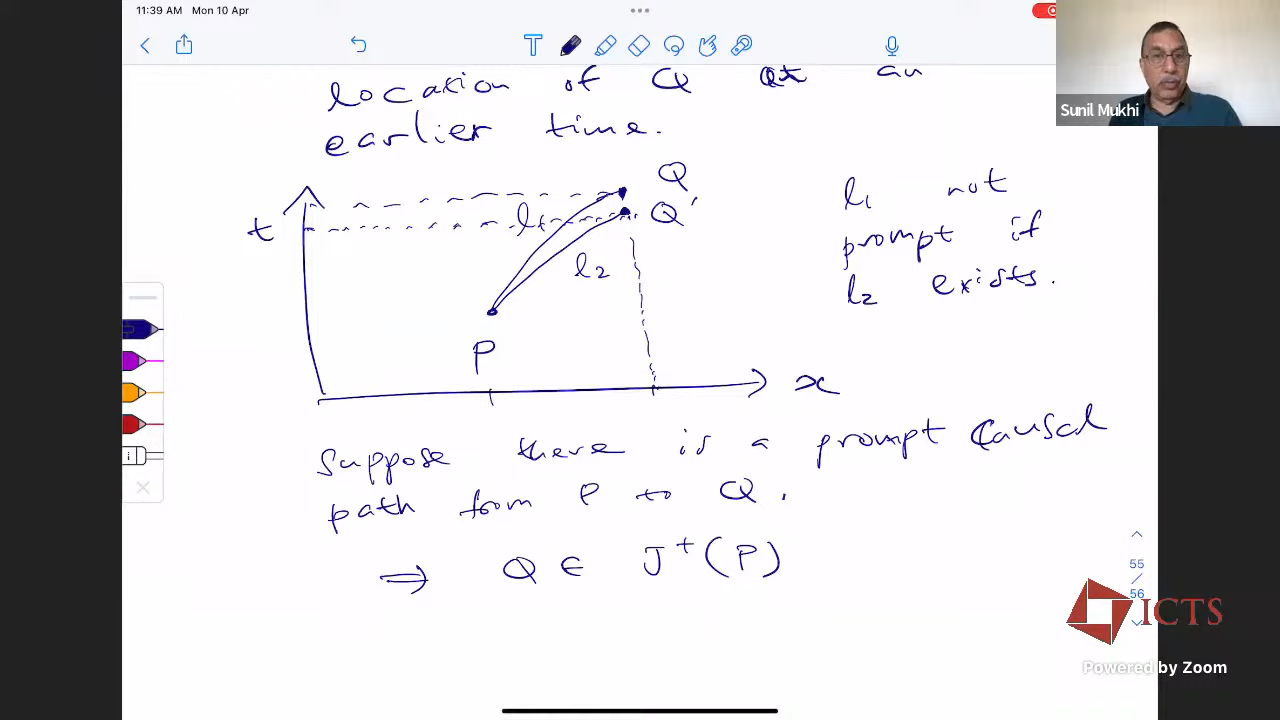 11:39 AM Mon 10 Apr
T
Sunil Mukhi
location of Q at an
earlier time.
Q
Q'
t
l1
l2
P
x
l1 not
prompt if
l2 exists.
Suppose there is a prompt causal
path from P to Q.
⇒ Q ∈ J⁺(P)
55
/
56
ICTS
Powered by Zoom